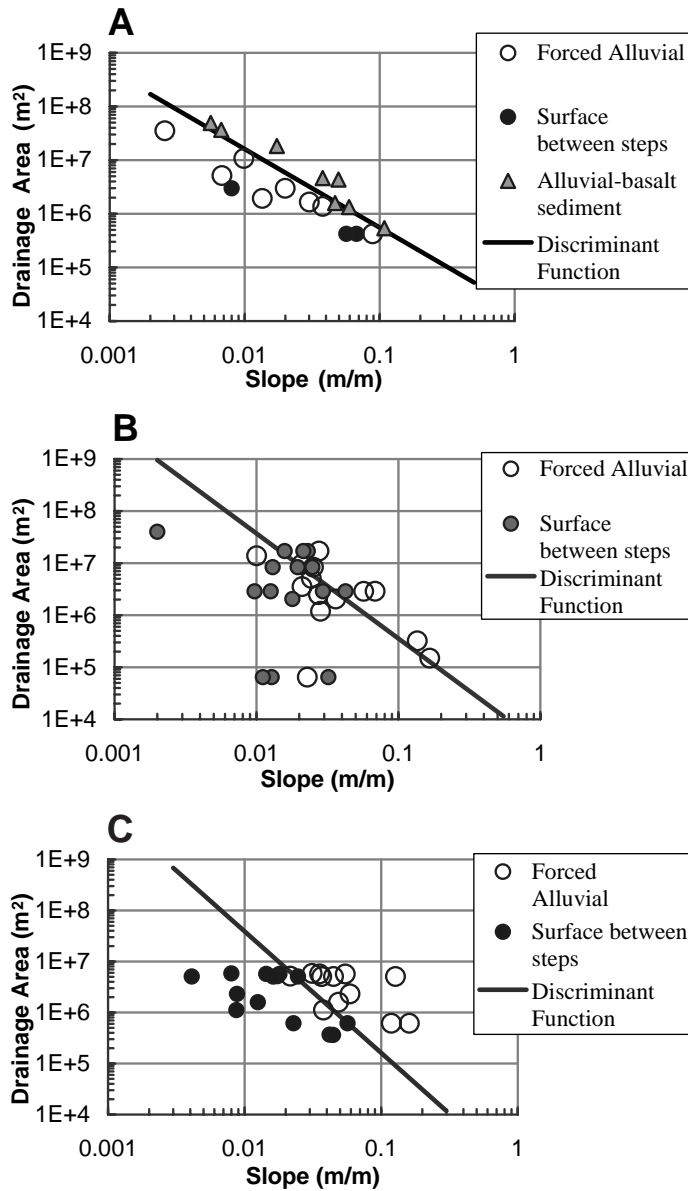 A
1E+9
1E+8
1E+7
1E+6
1E+5
1E+4
Drainage Area (m²)
0.001
0.01
0.1
1
Slope (m/m)
Forced Alluvial
Surface
between steps
Alluvial-basalt
sediment
Discriminant
Function
B
1E+9
1E+8
1E+7
1E+6
1E+5
1E+4
Drainage Area (m²)
0.001
0.01
0.1
1
Slope (m/m)
Forced Alluvial
Surface
between steps
Discriminant
Function
C
1E+9
1E+8
1E+7
1E+6
1E+5
1E+4
Drainage Area (m²)
0.001
0.01
0.1
1
Slope (m/m)
Forced
Alluvial
Surface between
steps
Discriminant
Function